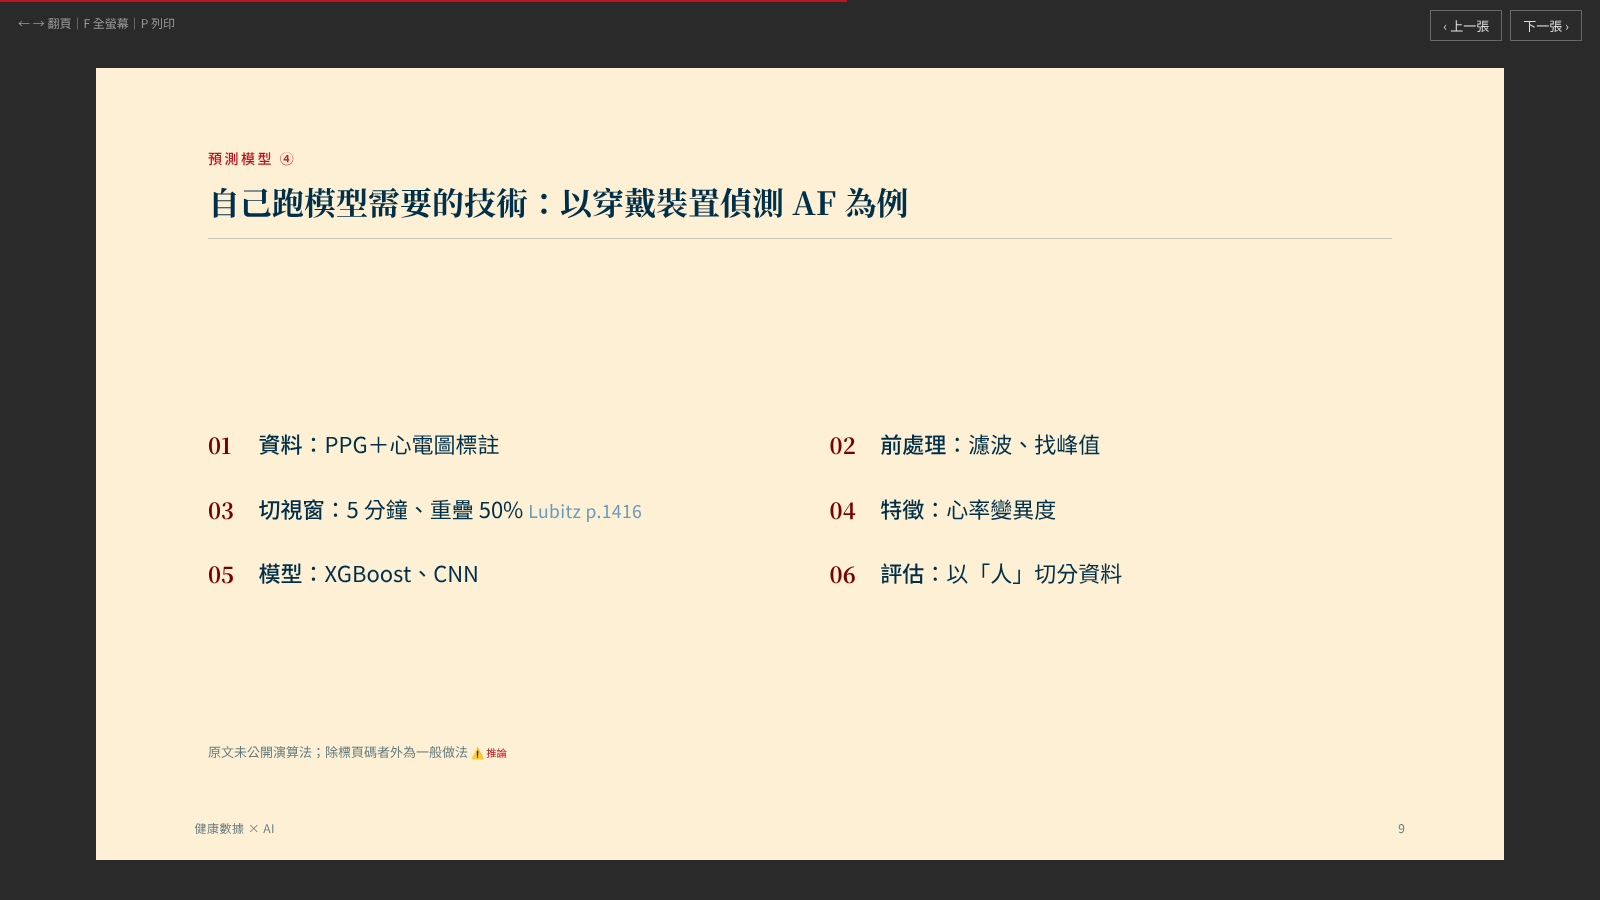 ←→ 翻頁｜F 全螢幕｜P 列印
‹ 上一張
下一張 ›
預測模型 ④
自己跑模型需要的技術：以穿戴裝置偵測 AF 為例
01 資料：PPG＋心電圖標註
02 前處理：濾波、找峰值
03 切視窗：5 分鐘、重疊 50% Lubitz p.1416
04 特徵：心率變異度
05 模型：XGBoost、CNN
06 評估：以「人」切分資料
原文未公開演算法；除標頁碼者外為一般做法 ⚠️ 推論
健康數據 × AI
9